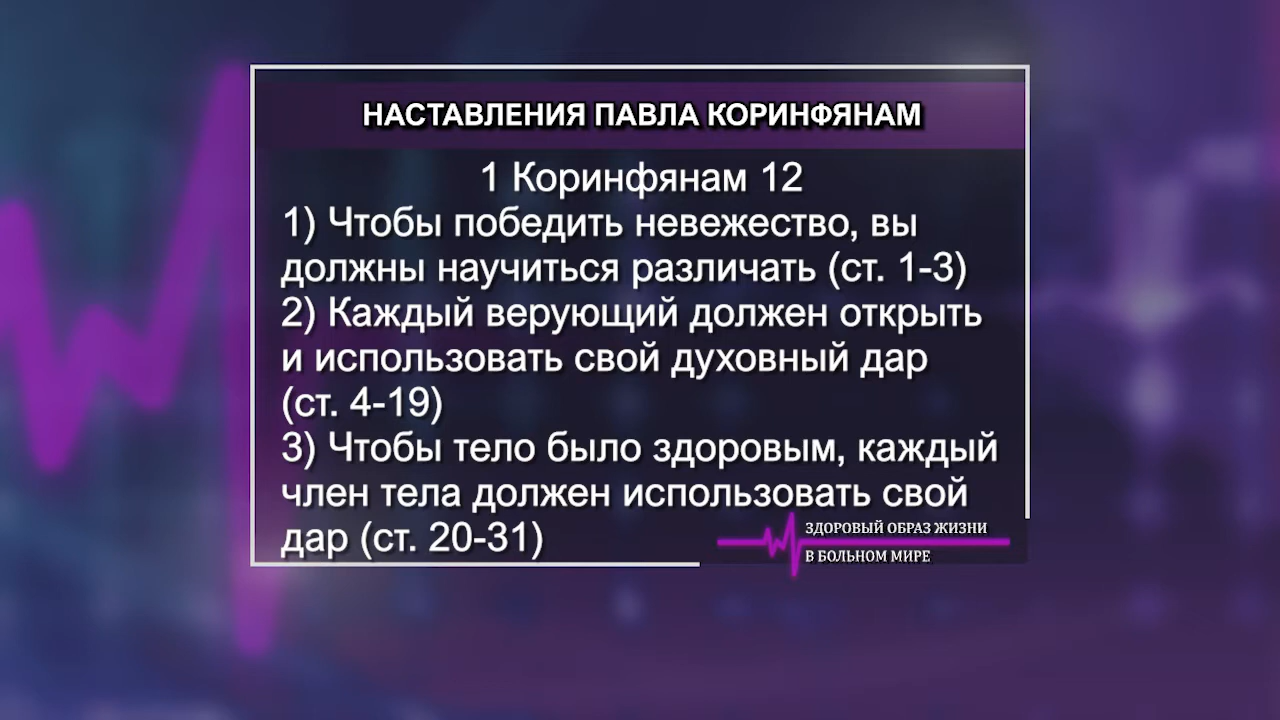 НАСТАВЛЕНИЯ ПАВЛА КОРИНФЯНАМ
1 Коринфянам 12
1) Чтобы победить невежество, вы
должны научиться различать (ст. 1-3)
2) Каждый верующий должен открыть
и использовать свой духовный дар
(ст. 4-19)
3) Чтобы тело было здоровым, каждый
член тела должен использовать свой
дар (ст. 20-31)
ЗДОРОВЫЙ ОБРАЗ ЖИЗНИ
В БОЛЬНОМ МИРЕ